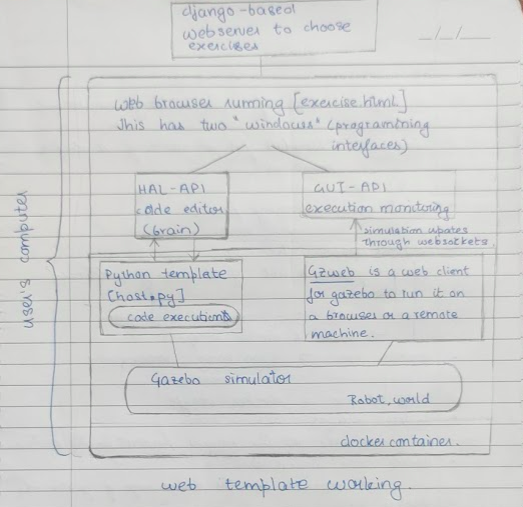 django-based
webserver to choose
exercises
__/__/__
web browser running [exercise.html]
This has two "windows" (programming
interfaces)
HAL-API
code editor
(brain)
GUI-API
execution monitoring
simulation updates
through websockets.
user's computer
Python template
[host.py]
code execution
Gzweb is a web client
for gazebo to run it on
a browser or a remote
machine.
Gazebo simulator
Robot, world
docker container.
web template working.